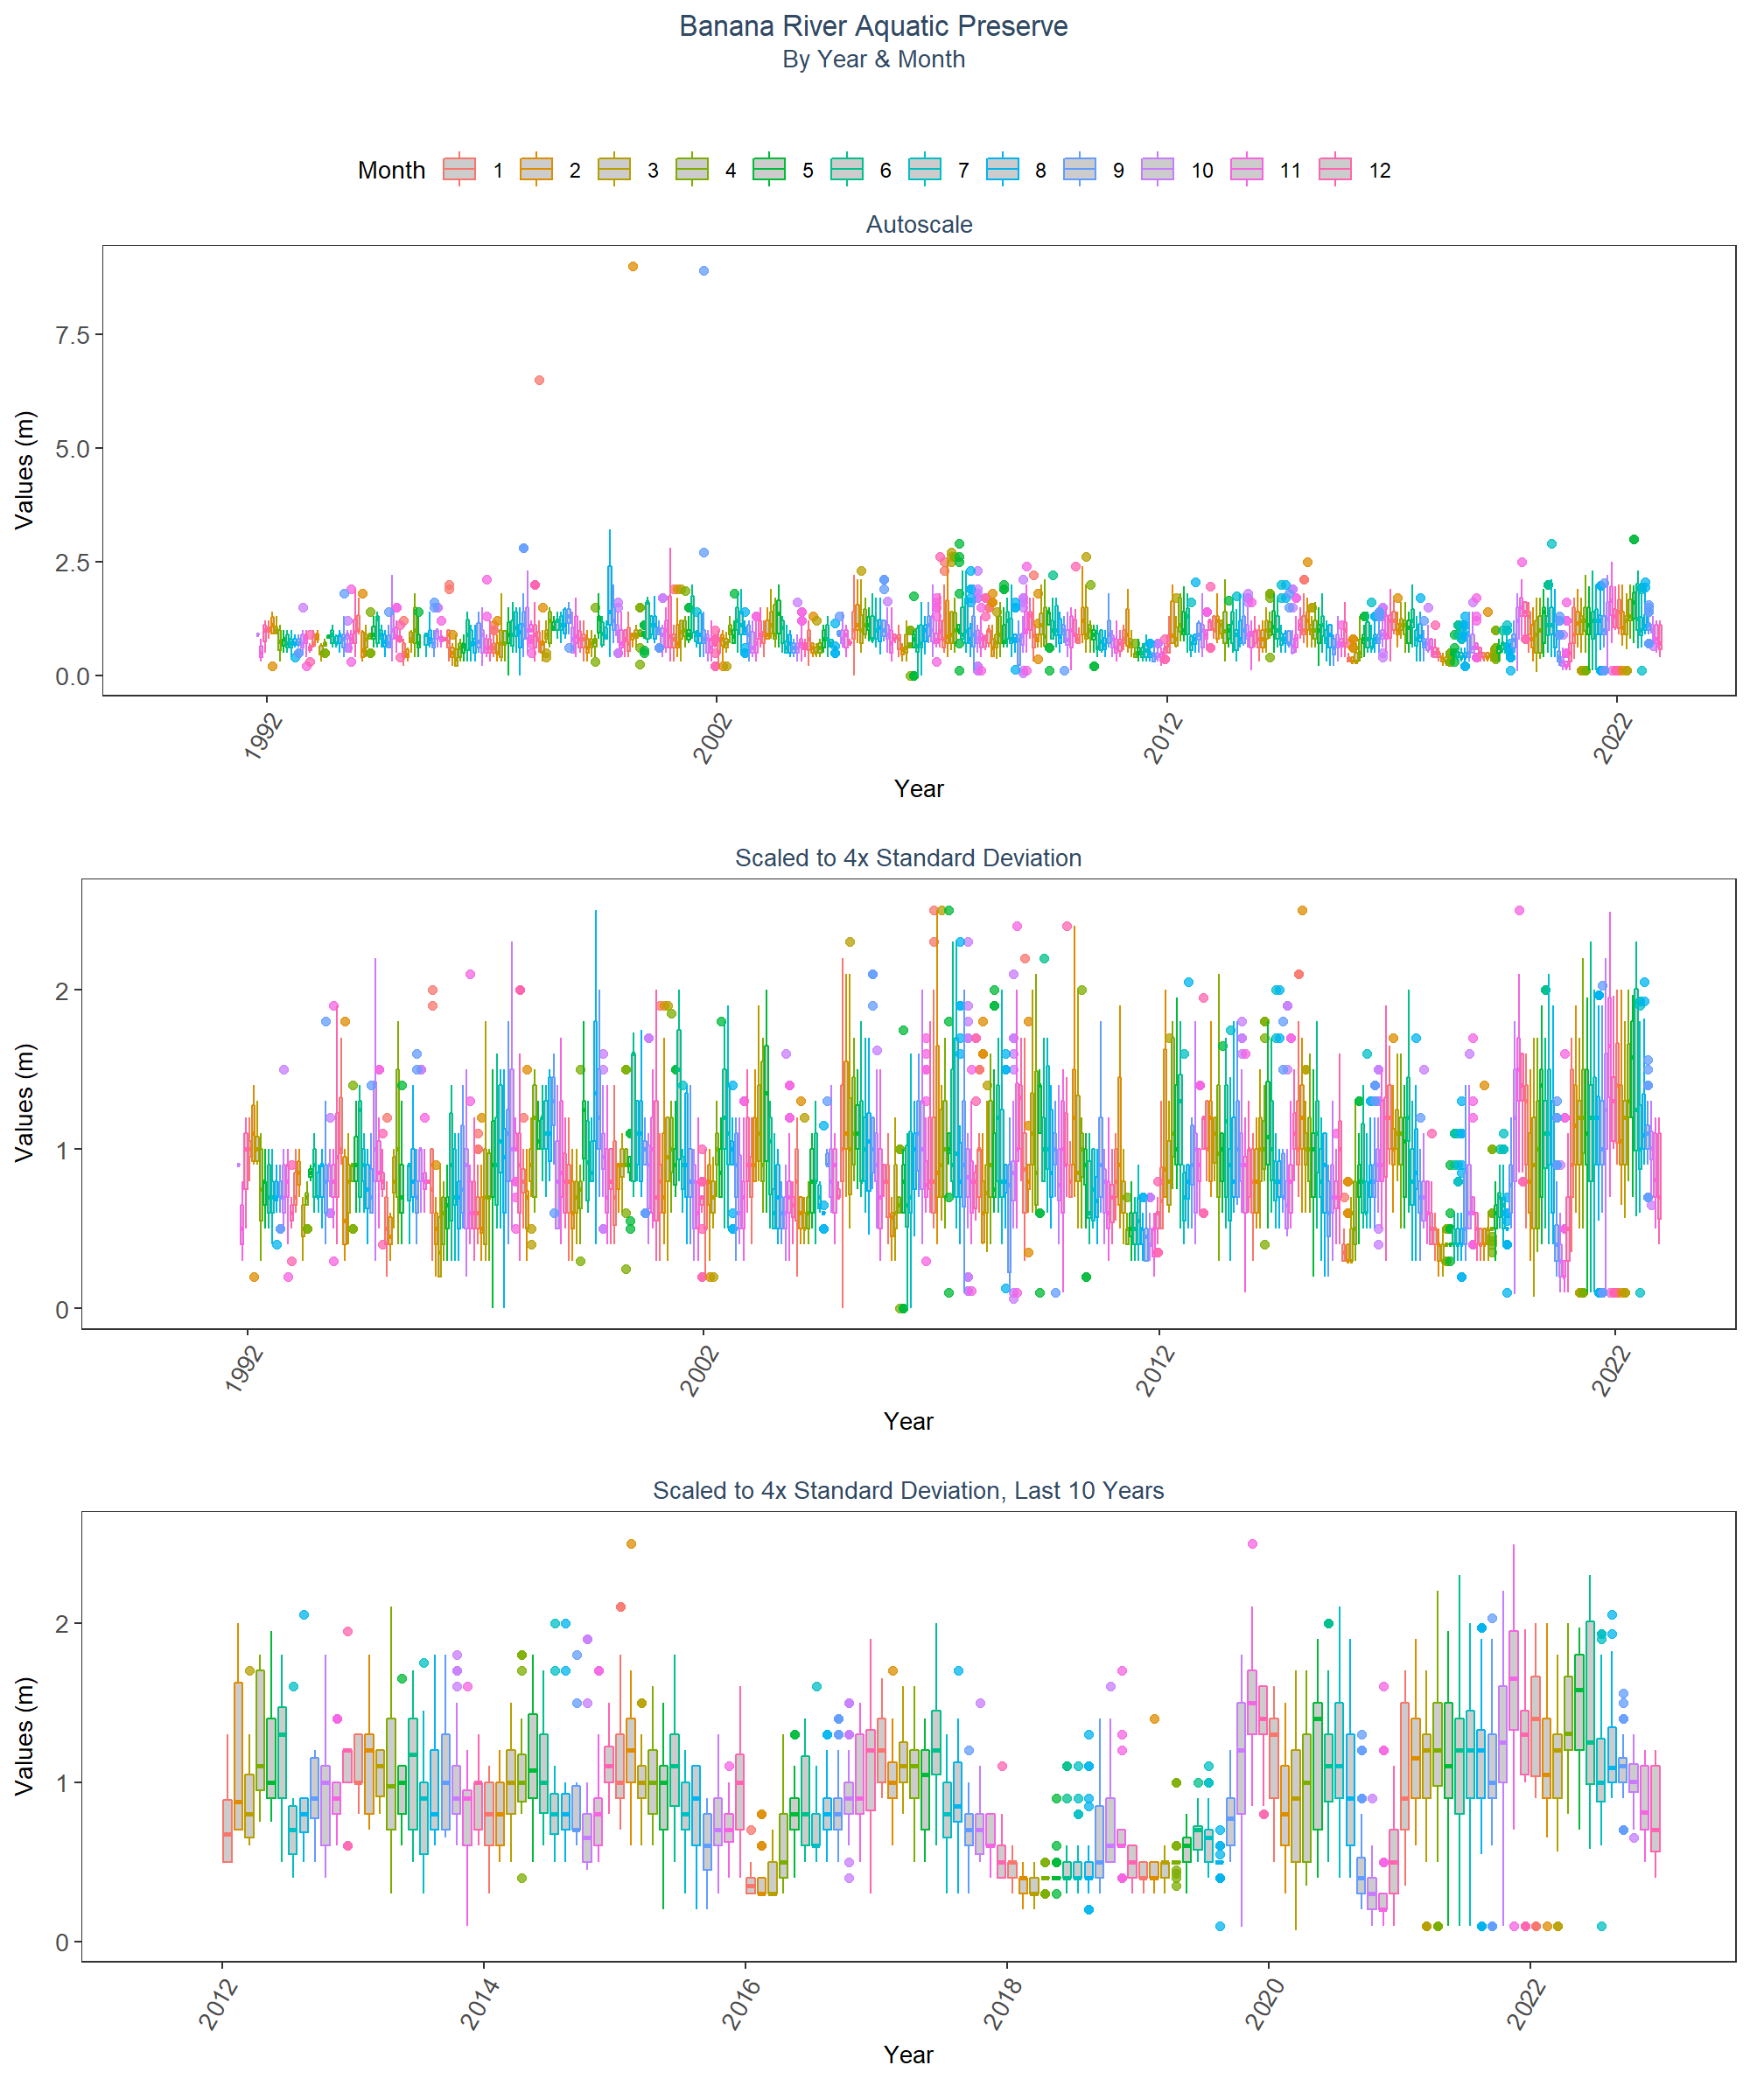 Banana River Aquatic Preserve
By Year & Month
Month 1 2 3 4 5 6 7 8 9 10 11 12
Autoscale
Values (m)
7.5
5.0
2.5
0.0
1992 2002 2012 2022
Year
Scaled to 4x Standard Deviation
Values (m)
2
1
0
1992 2002 2012 2022
Year
Scaled to 4x Standard Deviation, Last 10 Years
Values (m)
2
1
0
2012 2014 2016 2018 2020 2022
Year